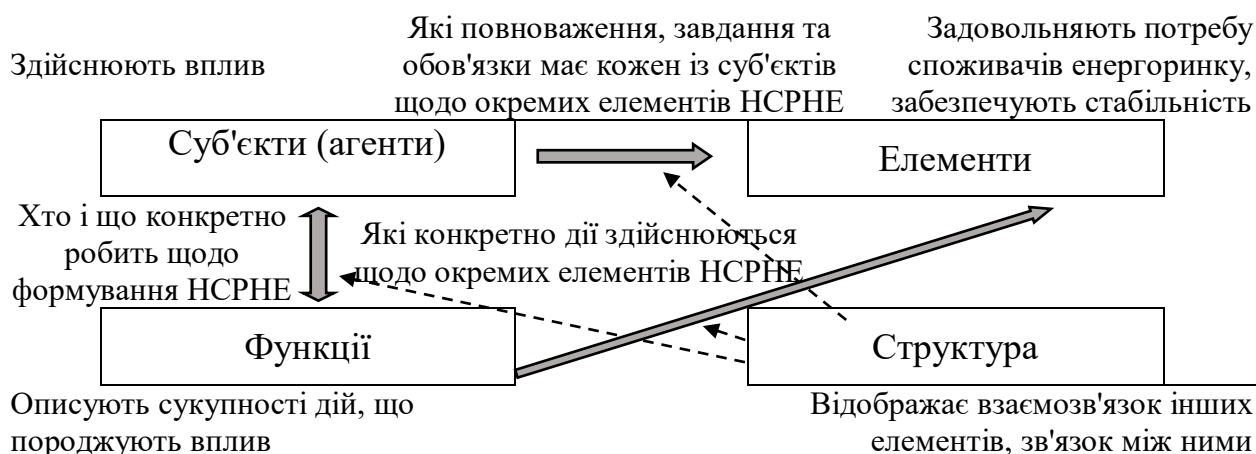 Здійснюють вплив
Які повноваження, завдання та
обов'язки має кожен із суб'єктів
щодо окремих елементів НСРНЕ
Задовольняють потребу
споживачів енергоринку,
забезпечують стабільність
Суб'єкти (агенти)
Елементи
Хто і що конкретно
робить щодо
формування НСРНЕ
Які конкретно дії здійснюються
щодо окремих елементів НСРНЕ
Функції
Структура
Описують сукупності дій, що
породжують вплив
Відображає взаємозв'язок інших
елементів, зв'язок між ними